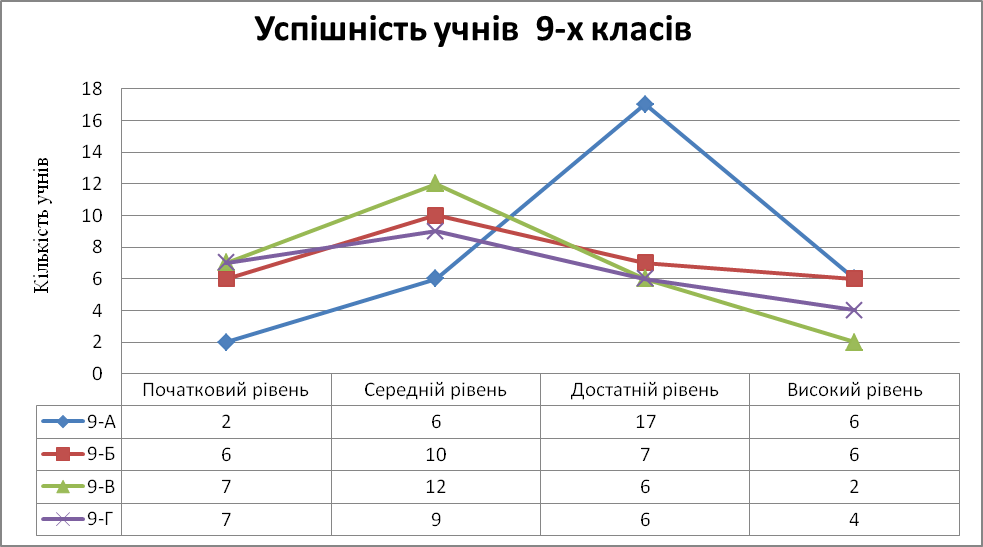 Успішність учнів 9-х класів
Кількість учнів
18
16
14
12
10
8
6
4
2
0
Початковий рівень Середній рівень Достатній рівень Високий рівень
9-А 2 6 17 6
9-Б 6 10 7 6
9-В 7 12 6 2
9-Г 7 9 6 4